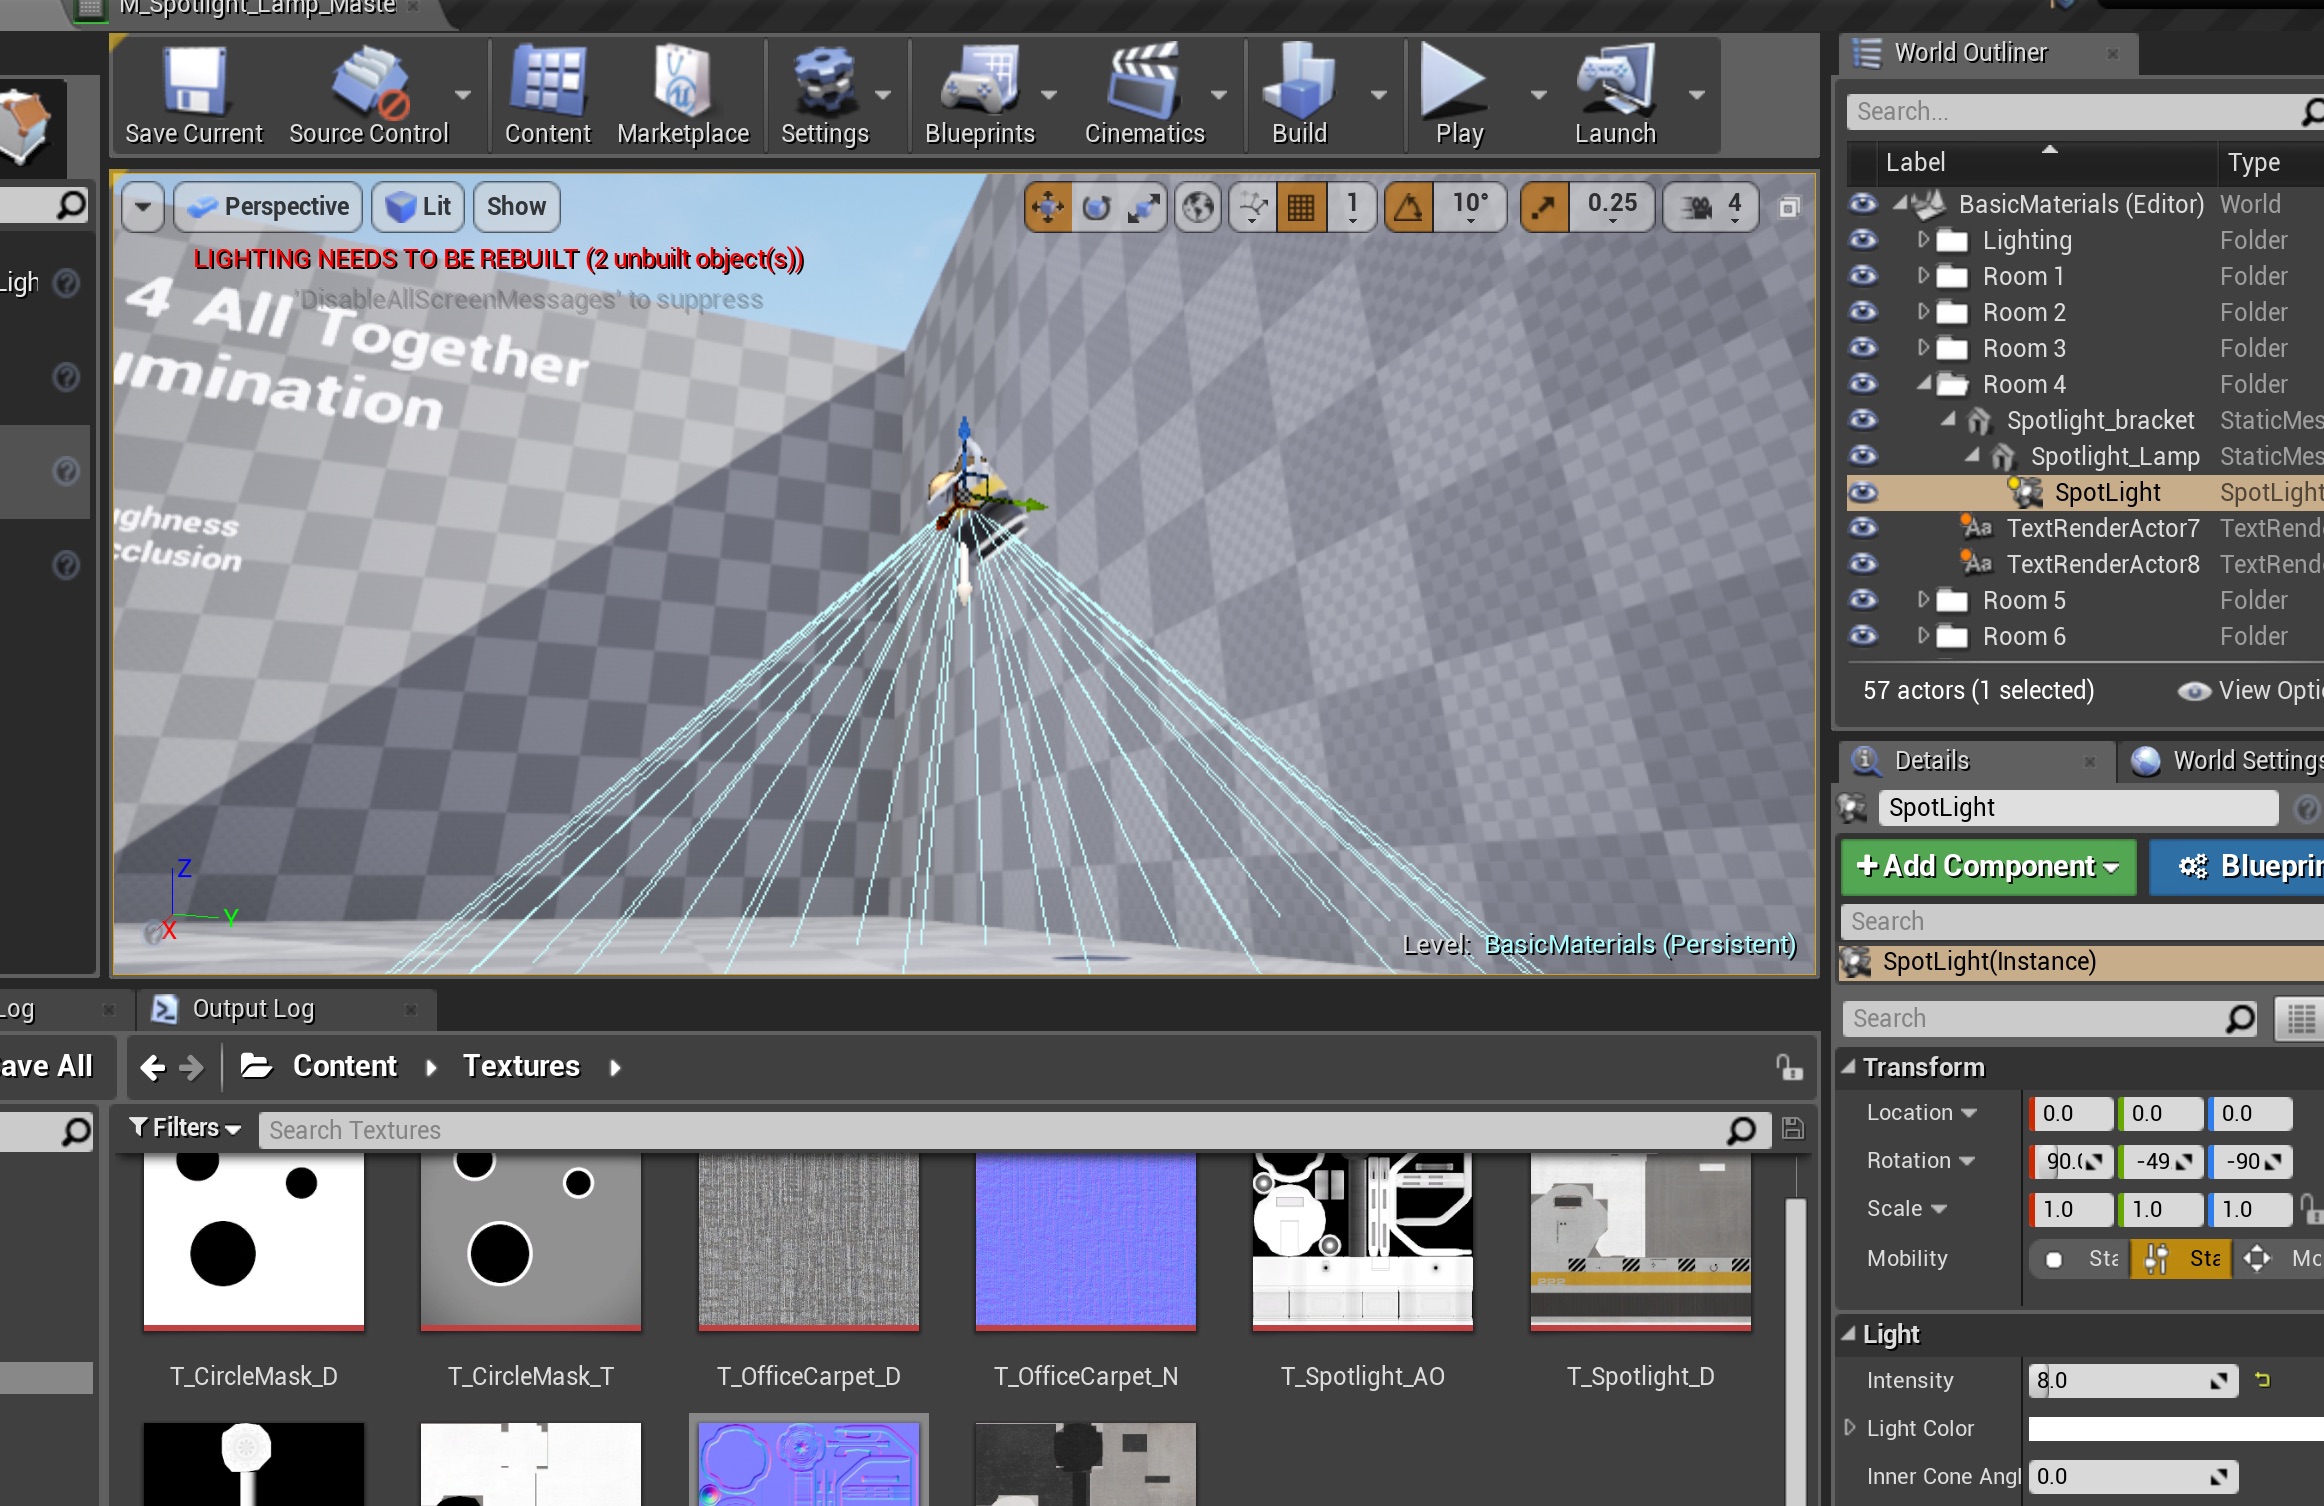 M_Spotlight_Lamp_Maste
Save Current
Source Control
Content
Marketplace
Settings
Blueprints
Cinematics
Build
Play
Launch
Perspective
Lit
Show
1
10°
0.25
4
LIGHTING NEEDS TO BE REBUILT (2 unbuilt object(s))
'DisableAllScreenMessages' to suppress
4 All Together
umination
ghness
cclusion
Z
Y
X
Level: BasicMaterials (Persistent)
Ligh
World Outliner
Search...
Label Type
BasicMaterials (Editor) World
Lighting Folder
Room 1 Folder
Room 2 Folder
Room 3 Folder
Room 4 Folder
Spotlight_bracket StaticMes
Spotlight_Lamp StaticMes
SpotLight SpotLight
TextRenderActor7 TextRend
TextRenderActor8 TextRend
Room 5 Folder
Room 6 Folder
57 actors (1 selected)
View Opti
Details
World Settings
SpotLight
+Add Component
Blueprin
Search
SpotLight(Instance)
Search
Transform
Location 0.0 0.0 0.0
Rotation 90.( -49. -90
Scale 1.0 1.0 1.0
Mobility Sta Sta Mo
Light
Intensity 8.0
Light Color
Inner Cone Angl 0.0
Log
Output Log
ave All
Content
Textures
Filters
Search Textures
T_CircleMask_D
T_CircleMask_T
T_OfficeCarpet_D
T_OfficeCarpet_N
T_Spotlight_AO
T_Spotlight_D